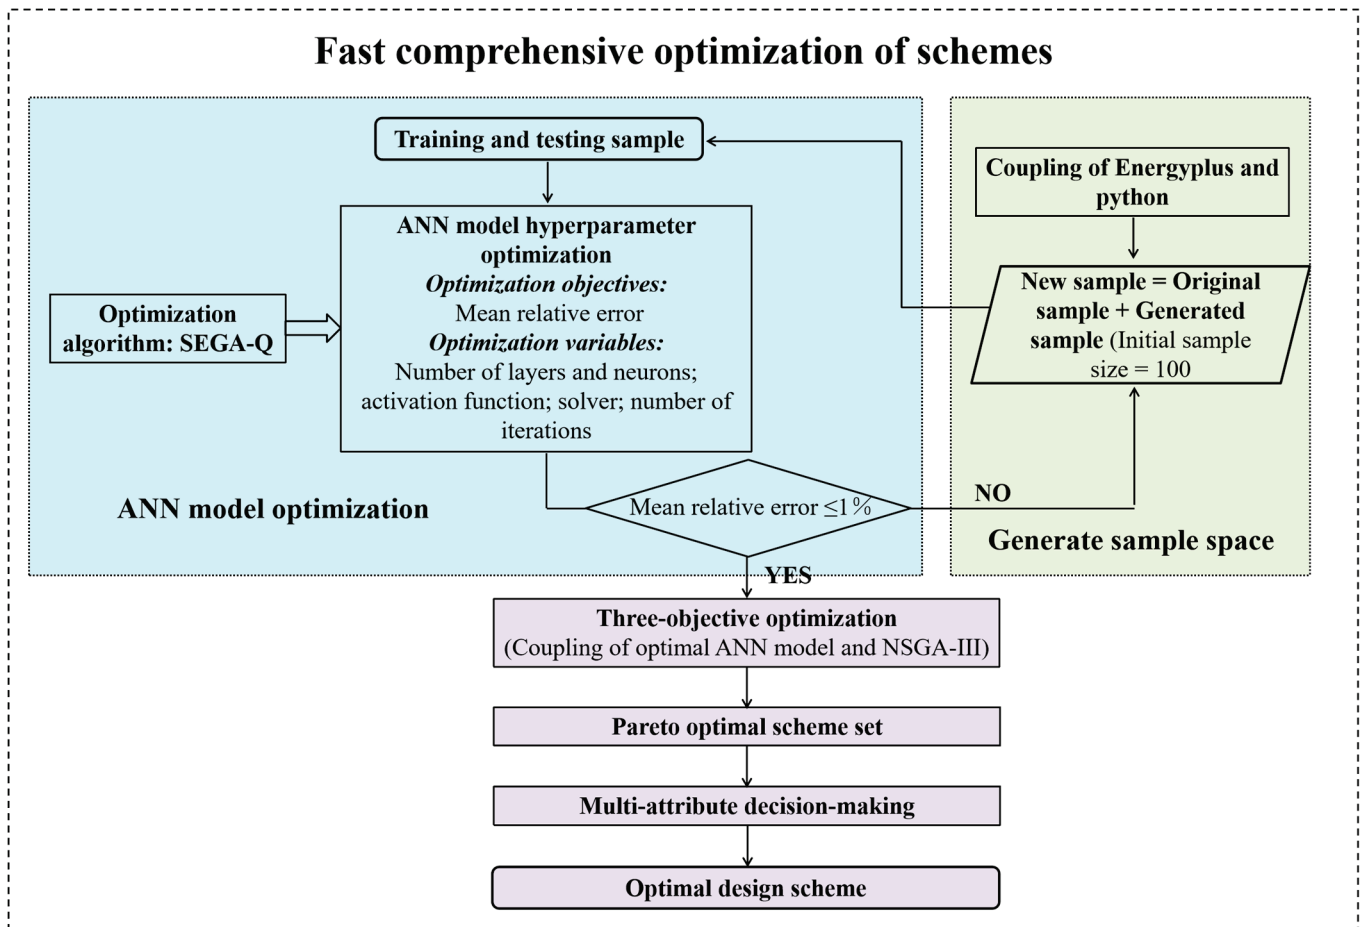 Fast comprehensive optimization of schemes
Training and testing sample
ANN model hyperparameter
optimization
Optimization objectives:
Mean relative error
Optimization variables:
Number of layers and neurons;
activation function; solver; number of
iterations
Optimization
algorithm: SEGA-Q
ANN model optimization
Mean relative error ≤1%
Coupling of Energyplus and
python
New sample = Original
sample + Generated
sample (Initial sample
size = 100
NO
Generate sample space
YES
Three-objective optimization
(Coupling of optimal ANN model and NSGA-III)
Pareto optimal scheme set
Multi-attribute decision-making
Optimal design scheme